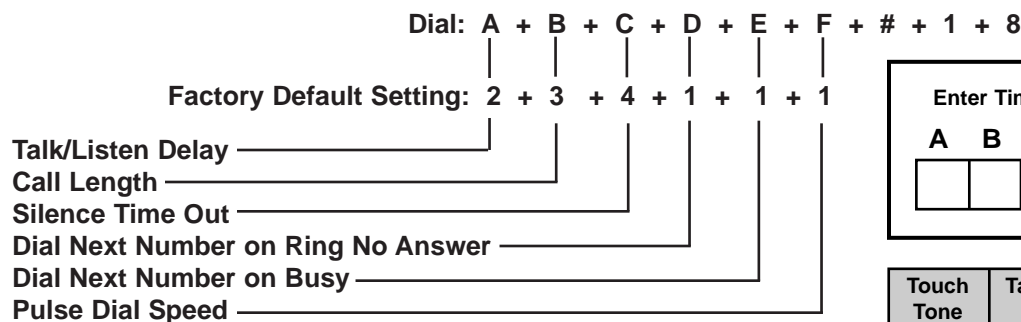 Dial: A + B + C + D + E + F + # + 1 + 8
Factory Default Setting: 2 + 3 + 4 + 1 + 1 + 1
Talk/Listen Delay
Call Length
Silence Time Out
Dial Next Number on Ring No Answer
Dial Next Number on Busy
Pulse Dial Speed
Enter
A B
Touch
Tone